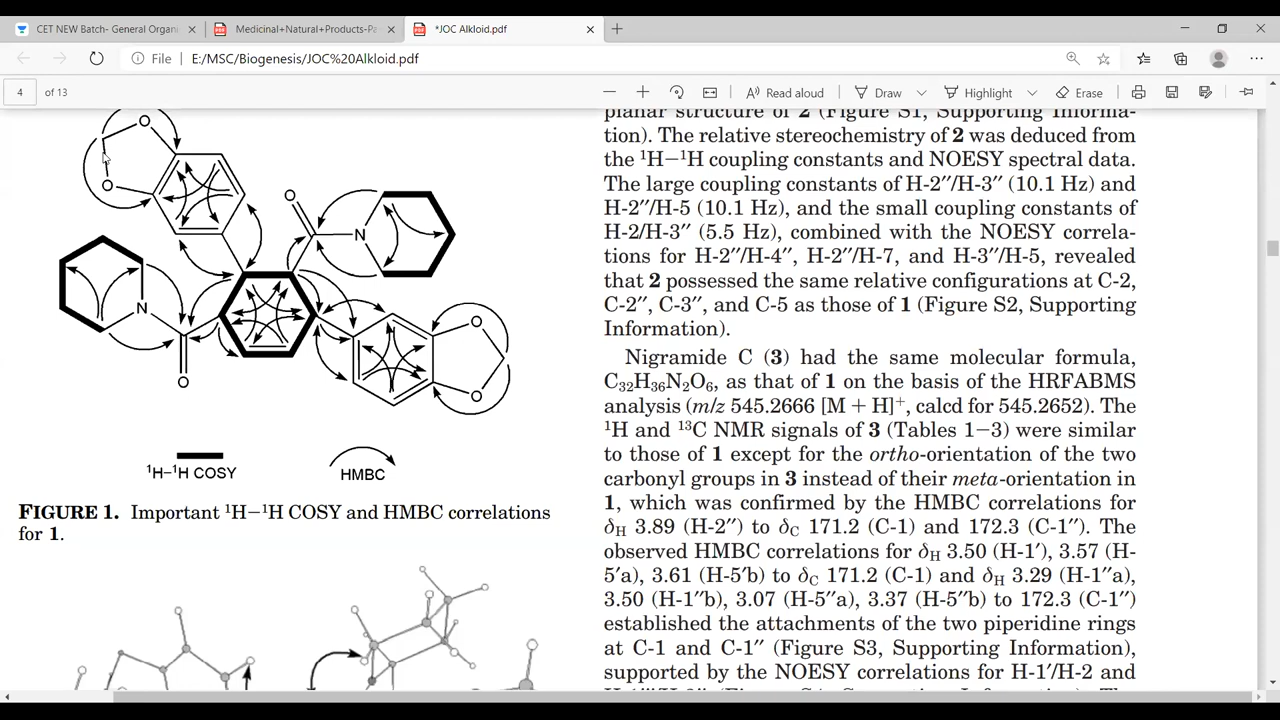 CET NEW Batch- General Organi
Medicinal+Natural+Products-Pa
*JOC Alkloid.pdf
File
E:/MSC/Biogenesis/JOC%20Alkloid.pdf
4
of 13
Read aloud
Draw
Highlight
Erase
O
O
O
N
N
O
O
O
¹H−¹H COSY
HMBC
FIGURE 1. Important ¹H−¹H COSY and HMBC correlations
for 1.
planar structure of 2 (Figure S1, Supporting Informa-
tion). The relative stereochemistry of 2 was deduced from
the ¹H−¹H coupling constants and NOESY spectral data.
The large coupling constants of H-2′′/H-3′′ (10.1 Hz) and
H-2′′/H-5 (10.1 Hz), and the small coupling constants of
H-2/H-3′′ (5.5 Hz), combined with the NOESY correla-
tions for H-2′′/H-4′′, H-2′′/H-7, and H-3′′/H-5, revealed
that 2 possessed the same relative configurations at C-2,
C-2′′, C-3′′, and C-5 as those of 1 (Figure S2, Supporting
Information).
Nigramide C (3) had the same molecular formula,
C₃₂H₃₆N₂O₆, as that of 1 on the basis of the HRFABMS
analysis (m/z 545.2666 [M + H]⁺, calcd for 545.2652). The
¹H and ¹³C NMR signals of 3 (Tables 1−3) were similar
to those of 1 except for the ortho-orientation of the two
carbonyl groups in 3 instead of their meta-orientation in
1, which was confirmed by the HMBC correlations for
δH 3.89 (H-2′′) to δC 171.2 (C-1) and 172.3 (C-1′′). The
observed HMBC correlations for δH 3.50 (H-1′), 3.57 (H-
5′a), 3.61 (H-5′b) to δC 171.2 (C-1) and δH 3.29 (H-1′′a),
3.50 (H-1′′b), 3.07 (H-5′′a), 3.37 (H-5′′b) to 172.3 (C-1′′)
established the attachments of the two piperidine rings
at C-1 and C-1′′ (Figure S3, Supporting Information),
supported by the NOESY correlations for H-1′/H-2 and